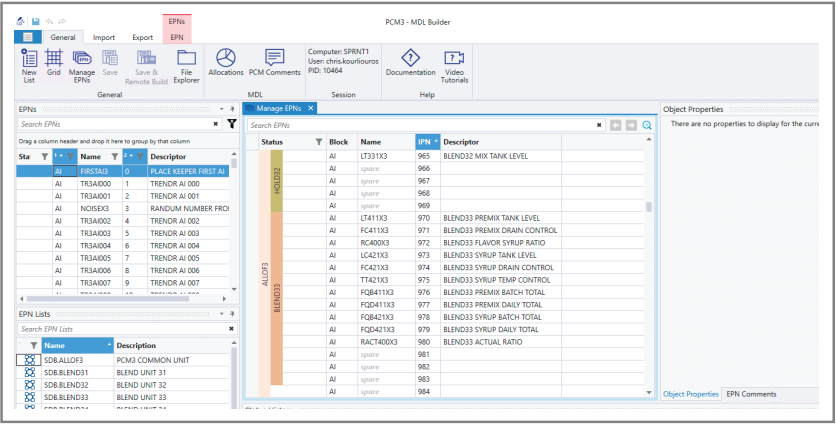 EPNs
PCM3 - MDL Builder
General Import Export EPN
New List
Grid
Manage EPNs
Save
Save & Remote Build
File Explorer
Allocations
PCM Comments
Computer: SPRNT1
User: chris.kourliouros
PID: 10464
Documentation
Video Tutorials
General MDL Session Help
EPNs
Search EPNs
Drag a column header and drop it here to group by that column
Sta 1 Name 2 Descriptor
AI FIRSTAI3 0 PLACE KEEPER FIRST AI
AI TR3AI000 1 TRENDR AI 000
AI TR3AI001 2 TRENDR AI 001
AI NOISEX3 3 RANDUM NUMBER FRO
AI TR3AI002 4 TRENDR AI 002
AI TR3AI003 5 TRENDR AI 003
AI TR3AI004 6 TRENDR AI 004
AI TR3AI005 7 TRENDR AI 005
AI TR3AI006 8 TRENDR AI 006
AI TR3AI007 9 TRENDR AI 007
EPN Lists
Search EPN Lists
Name Description
SDB.ALLOF3 PCM3 COMMON UNIT
SDB.BLEND31 BLEND UNIT 31
SDB.BLEND32 BLEND UNIT 32
SDB.BLEND33 BLEND UNIT 33
Manage EPNs
Search EPNs
Status Block Name IPN Descriptor
ALLOF3
HOLD32
BLEND33
AI LT331X3 965 BLEND32 MIX TANK LEVEL
AI spare 966
AI spare 967
AI spare 968
AI spare 969
AI LT411X3 970 BLEND33 PREMIX TANK LEVEL
AI FC411X3 971 BLEND33 PREMIX DRAIN CONTROL
AI RC400X3 972 BLEND33 FLAVOR SYRUP RATIO
AI LC421X3 973 BLEND33 SYRUP TANK LEVEL
AI FC421X3 974 BLEND33 SYRUP DRAIN CONTROL
AI TT421X3 975 BLEND33 SYRUP TEMP CONTROL
AI FQB411X3 976 BLEND33 PREMIX BATCH TOTAL
AI FQD411X3 977 BLEND33 PREMIX DAILY TOTAL
AI FQB421X3 978 BLEND33 SYRUP BATCH TOTAL
AI FQD421X3 979 BLEND33 SYRUP DAILY TOTAL
AI RACT400X3 980 BLEND33 ACTUAL RATIO
AI spare 981
AI spare 982
AI spare 983
AI spare 984
Object Properties
There are no properties to display for the curre
Object Properties EPN Comments